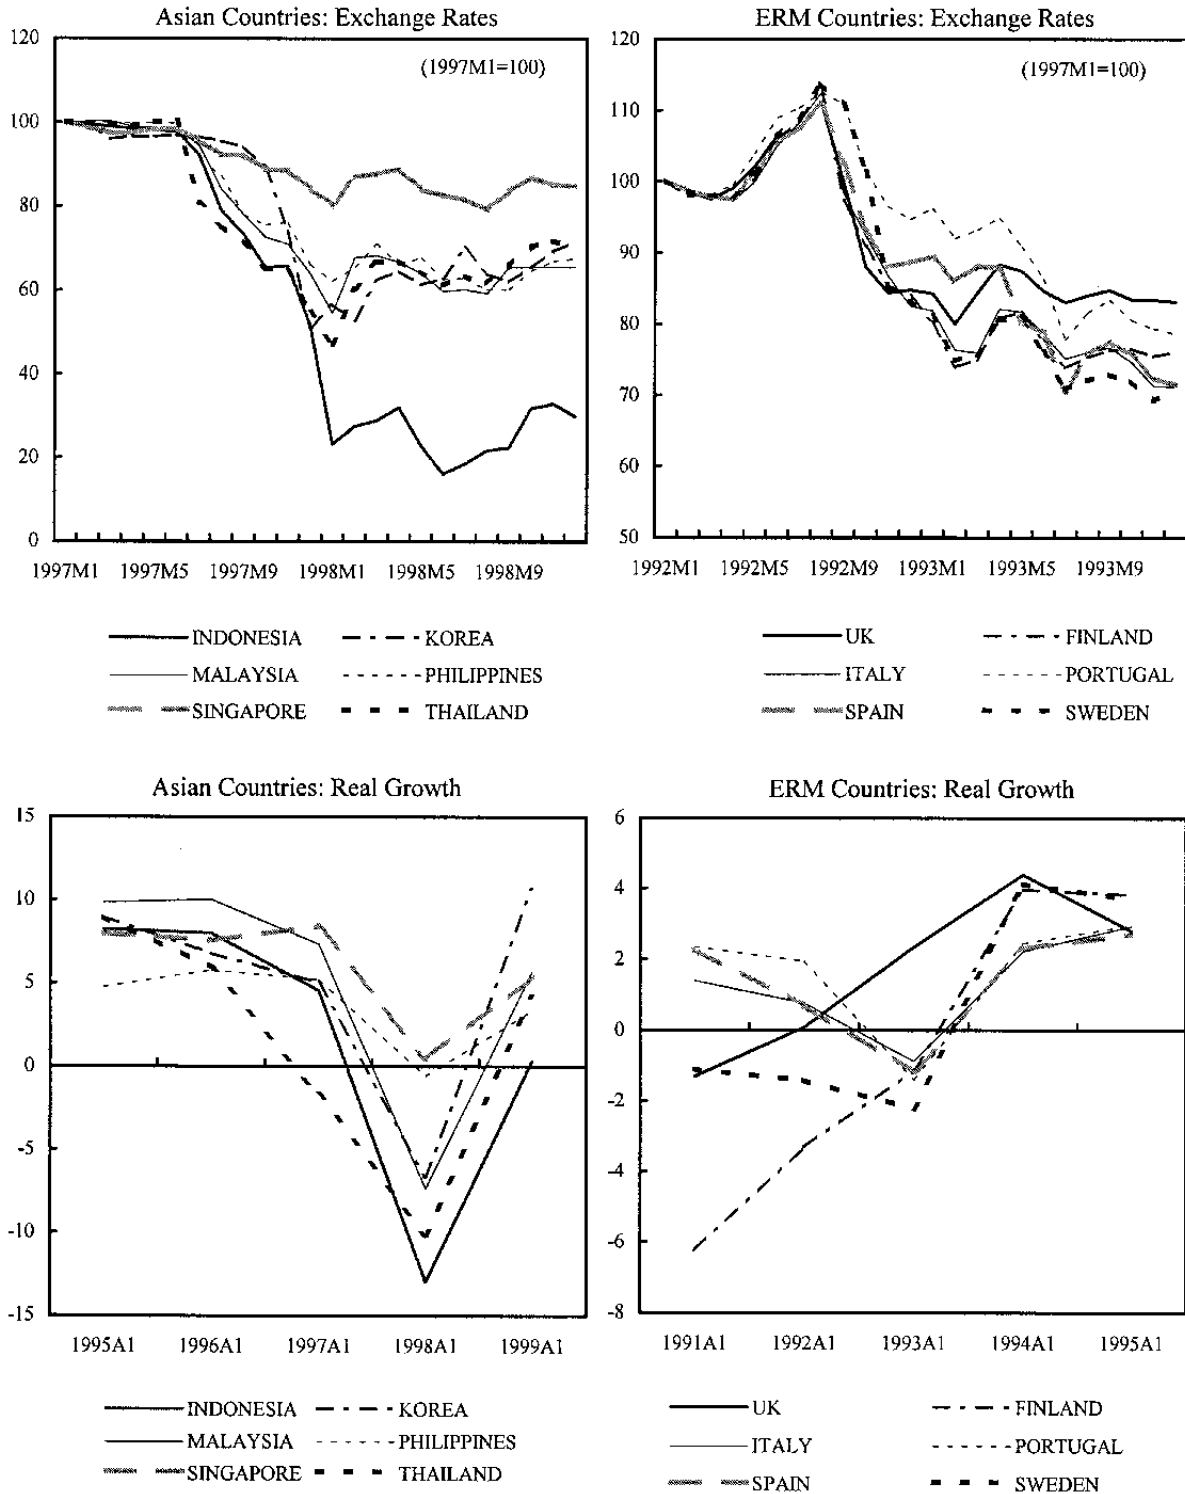 Asian Countries: Exchange Rates
120
(1997M1=100)
100
80
60
40
20
0
1997M1 1997M5 1997M9 1998M1 1998M5 1998M9
INDONESIA KOREA
MALAYSIA PHILIPPINES
SINGAPORE THAILAND
ERM Countries: Exchange Rates
120
(1997M1=100)
110
100
90
80
70
60
50
1992M1 1992M5 1992M9 1993M1 1993M5 1993M9
UK FINLAND
ITALY PORTUGAL
SPAIN SWEDEN
Asian Countries: Real Growth
15
10
5
0
-5
-10
-15
1995A1 1996A1 1997A1 1998A1 1999A1
INDONESIA KOREA
MALAYSIA PHILIPPINES
SINGAPORE THAILAND
ERM Countries: Real Growth
6
4
2
0
-2
-4
-6
-8
1991A1 1992A1 1993A1 1994A1 1995A1
UK FINLAND
ITALY PORTUGAL
SPAIN SWEDEN